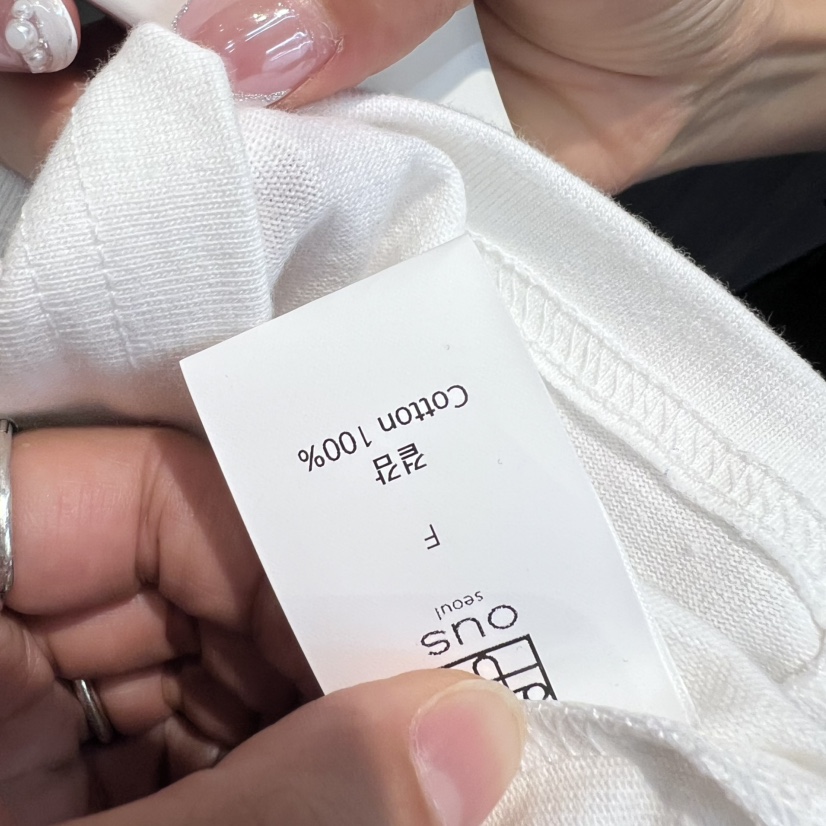 ous
seoul
F
겉감
Cotton 100%